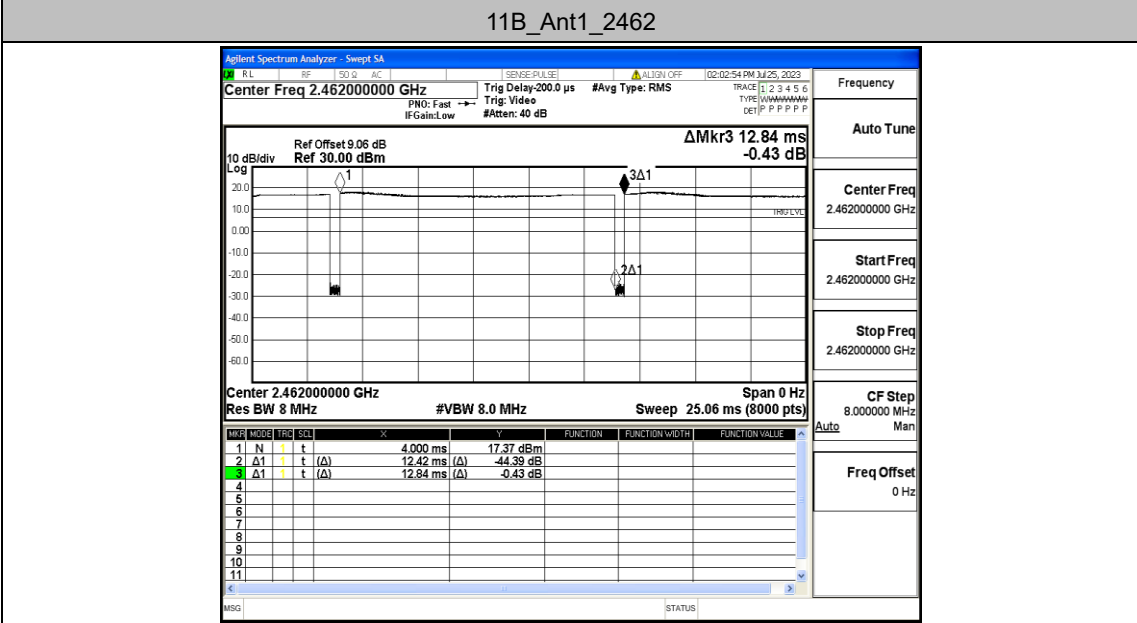 11B_Ant1_2462
Agilent Spectrum Analyzer - Swept SA
RL RF 50 Ω AC SENSE:PULSE ALIGN OFF 02:02:54 PM Jul 25, 2023
Center Freq 2.462000000 GHz
PNO: Fast
IFGain:Low
Trig Delay-200.0 µs
Trig: Video
#Atten: 40 dB
#Avg Type: RMS
TRACE 1 2 3 4 5 6
TYPE WWWWWW
DET P P P P P P
ΔMkr3 12.84 ms
-0.43 dB
Ref Offset 9.06 dB
10 dB/div Ref 30.00 dBm
Log
20.0
10.0
0.00
-10.0
-20.0
-30.0
-40.0
-50.0
-60.0
1
3Δ1
TRIG LVL
2Δ1
Center 2.462000000 GHz Span 0 Hz
Res BW 8 MHz #VBW 8.0 MHz Sweep 25.06 ms (8000 pts)
MKR MODE TRC SCL X Y FUNCTION FUNCTION WIDTH FUNCTION VALUE
1 N 1 t 4.000 ms 17.37 dBm
2 Δ1 1 t (Δ) 12.42 ms (Δ) -44.39 dB
3 Δ1 1 t (Δ) 12.84 ms (Δ) -0.43 dB
4
5
6
7
8
9
10
11
MSG STATUS
Frequency
Auto Tune
Center Freq
2.462000000 GHz
Start Freq
2.462000000 GHz
Stop Freq
2.462000000 GHz
CF Step
8.000000 MHz
Auto Man
Freq Offset
0 Hz